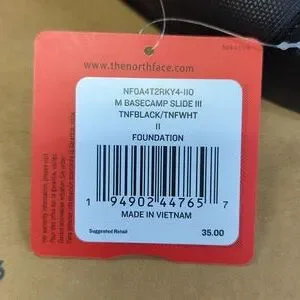 www.thenorthface.com
NF0A4T2RKY4-110
M BASECAMP SLIDE III
TNFBLACK/TNFWHT
11
FOUNDATION
1 94902 44765 7
MADE IN VIETNAM
Suggested Retail 35.00